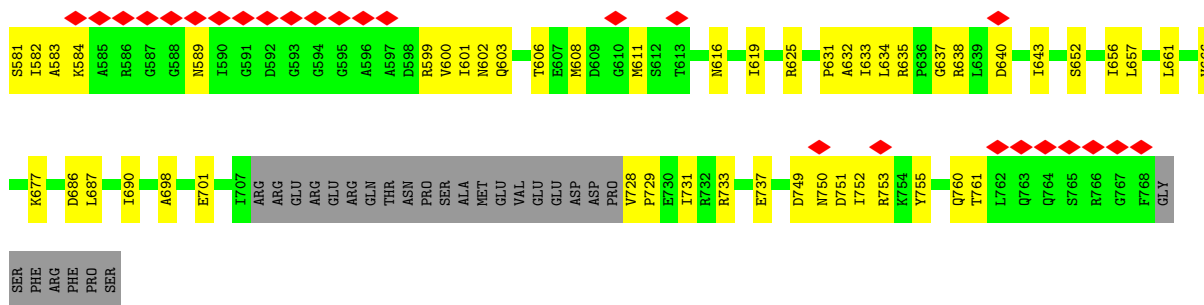 S581 I582 A583 K584 A585 R586 G587 G588 N589 I590 G591 D592 G593 G594 G595 A596 A597 D598 R599 V600 I601 N602 Q603 T606 E607 M608 D609 G610 M611 S612 T613 N616 I619 R625 P631 A632 I633 L634 R635 P636 G637 R638 L639 D640 I643 S652 I656 L657 L661
K677 D686 L687 I690 A698 E701 I707 ARG ARG GLU ARG GLU ARG GLN THR ASN PRO SER ALA MET GLU VAL GLU GLU ASP ASP PRO V728 P729 E730 I731 R732 R733 E737 D749 N750 D751 I752 R753 K754 Y755 Q760 T761 L762 Q763 Q764 S765 R766 G767 F768 GLY
SER PHE ARG PHE PRO SER